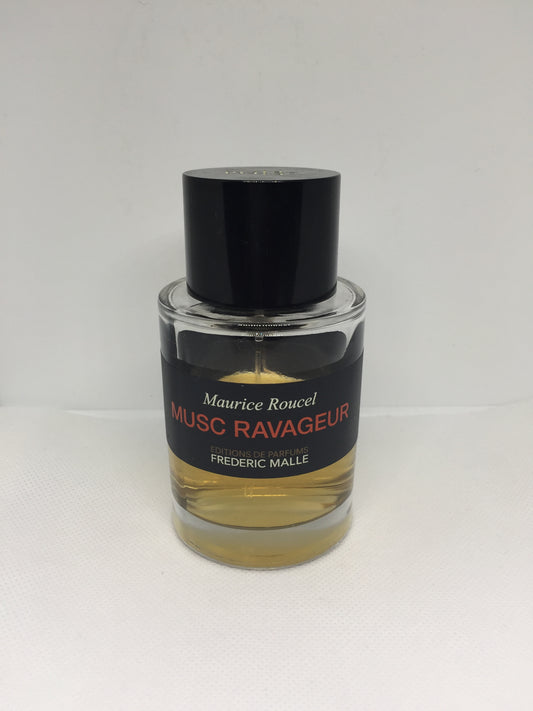 Maurice Roucel
MUSC RAVAGEUR
EDITIONS DE PARFUMS
FREDERIC MALLE